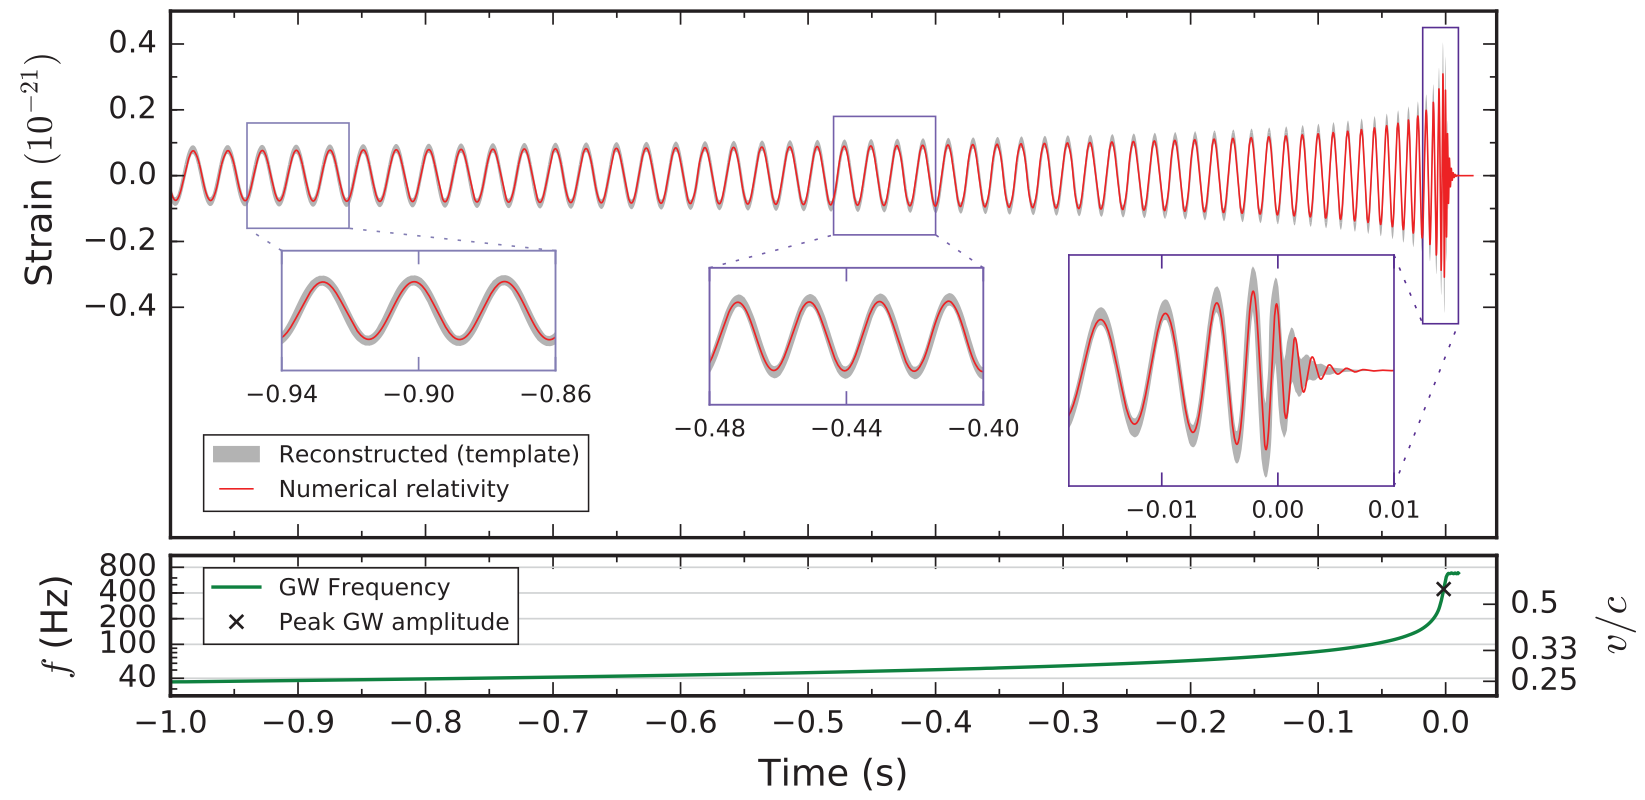 Strain (10⁻²¹)
0.4
0.2
0.0
−0.2
−0.4
−0.94 −0.90 −0.86
−0.48 −0.44 −0.40
−0.01 0.00 0.01
Reconstructed (template)
Numerical relativity
f (Hz)
800
400
200
100
40
GW Frequency
Peak GW amplitude
0.5
0.33
0.25
v/c
−1.0 −0.9 −0.8 −0.7 −0.6 −0.5 −0.4 −0.3 −0.2 −0.1 0.0
Time (s)